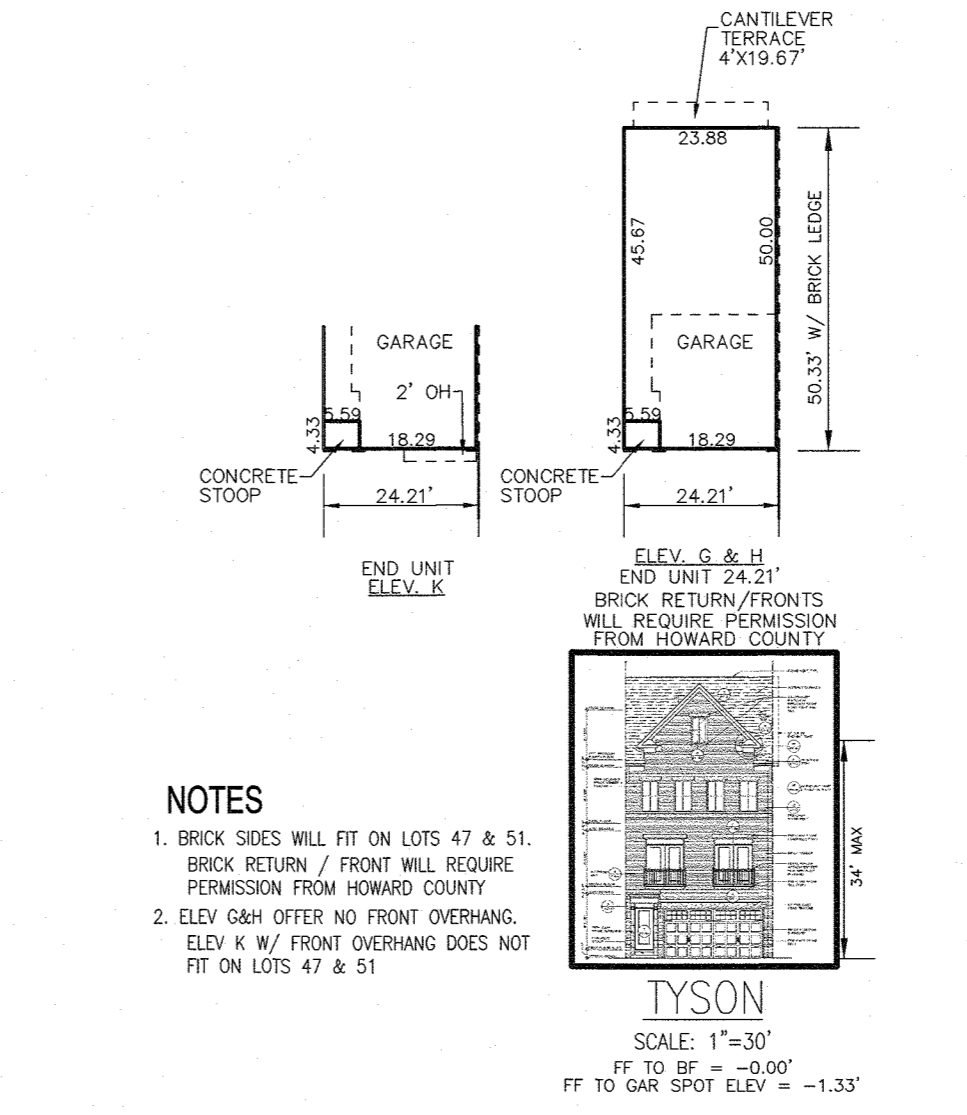 CANTILEVER
TERRACE
4'X19.67'
23.88
45.67
50.00
50.33' W/ BRICK LEDGE
GARAGE
5.59
4.33
18.29
CONCRETE
STOOP
24.21'
ELEV. G & H
END UNIT 24.21'
BRICK RETURN/FRONTS
WILL REQUIRE PERMISSION
FROM HOWARD COUNTY
GARAGE
2' OH
5.59
4.33
18.29
CONCRETE
STOOP
24.21'
END UNIT
ELEV. K
34' MAX
NOTES
1. BRICK SIDES WILL FIT ON LOTS 47 & 51.
BRICK RETURN / FRONT WILL REQUIRE
PERMISSION FROM HOWARD COUNTY
2. ELEV G&H OFFER NO FRONT OVERHANG.
ELEV K W/ FRONT OVERHANG DOES NOT
FIT ON LOTS 47 & 51
TYSON
SCALE: 1"=30'
FF TO BF = -0.00'
FF TO GAR SPOT ELEV = -1.33'